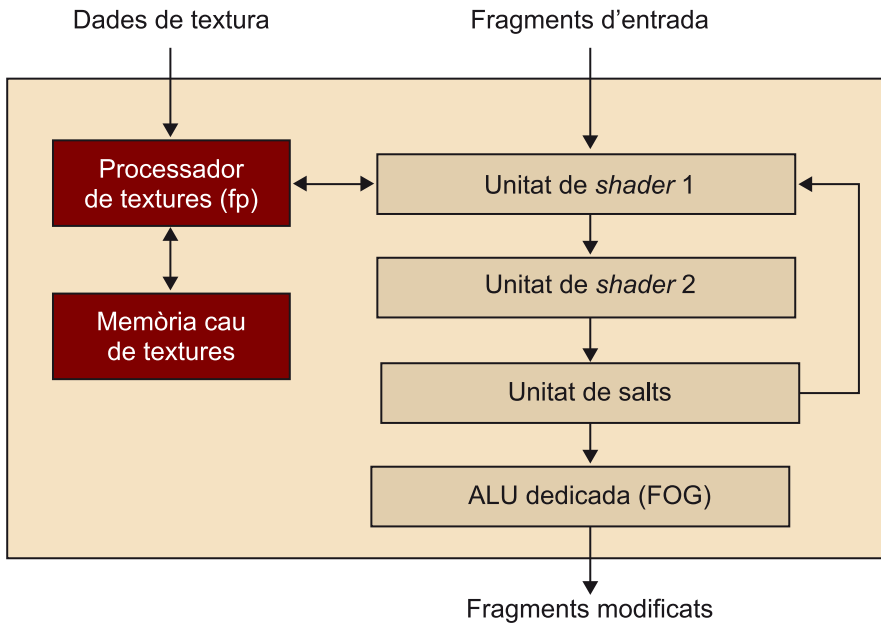 Dades de textura
Fragments d’entrada
Processador
de textures (fp)
Unitat de shader 1
Unitat de shader 2
Memòria cau
de textures
Unitat de salts
ALU dedicada (FOG)
Fragments modificats